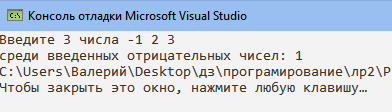 Консоль отладки Microsoft Visual Studio
Введите 3 числа -1 2 3
среди введенных отрицательных чисел: 1
C:\Users\Валерий\Desktop\дз\програмирование\лр2\P
Чтобы закрыть это окно, нажмите любую клавишу…